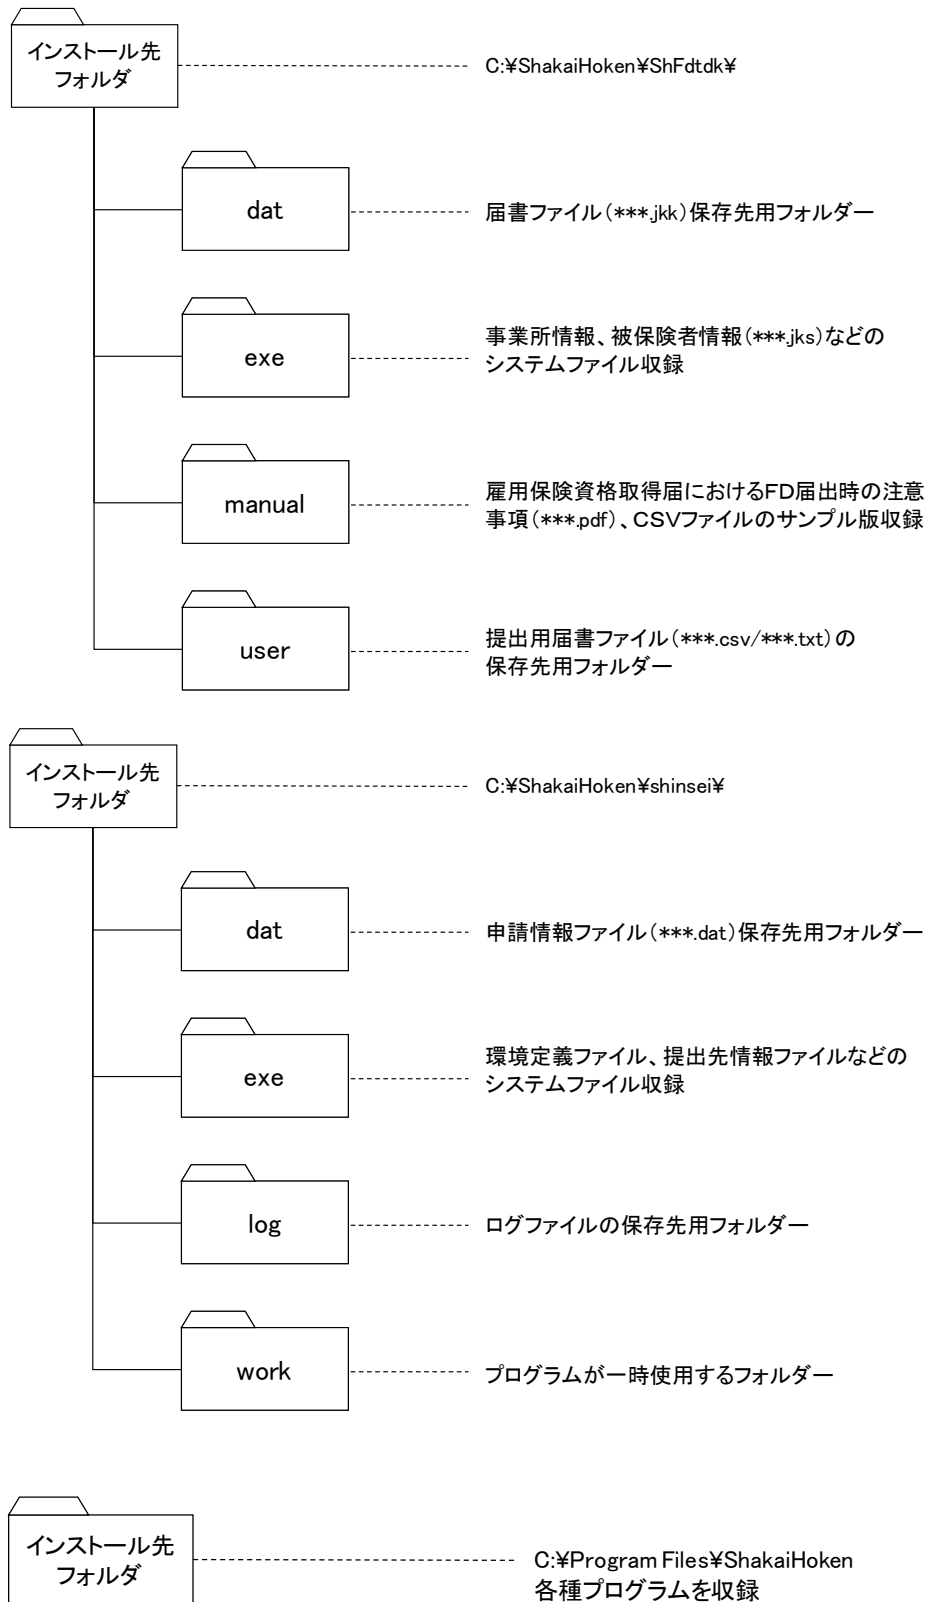 インストール先
フォルダ
C:¥ShakaiHoken¥ShFdtdk¥
dat
届書ファイル(***.jkk)保存先用フォルダー
exe
事業所情報、被保険者情報(***.jks)などの
システムファイル収録
manual
雇用保険資格取得届におけるFD届出時の注意
事項(***.pdf)、CSVファイルのサンプル版収録
user
提出用届書ファイル(***.csv/***.txt)の
保存先用フォルダー
インストール先
フォルダ
C:¥ShakaiHoken¥shinsei¥
dat
申請情報ファイル(***.dat)保存先用フォルダー
exe
環境定義ファイル、提出先情報ファイルなどの
システムファイル収録
log
ログファイルの保存先用フォルダー
work
プログラムが一時使用するフォルダー
インストール先
フォルダ
C:¥Program Files¥ShakaiHoken
各種プログラムを収録